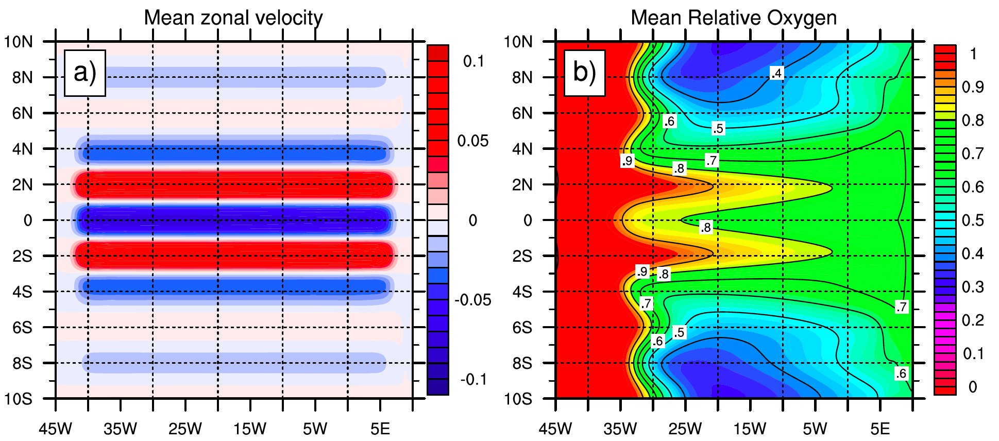 Mean zonal velocity
a)
10N
8N
6N
4N
2N
0
2S
4S
6S
8S
10S
45W 35W 25W 15W 5W 5E
0.1
0.05
0
-0.05
-0.1
Mean Relative Oxygen
b)
10N
8N
6N
4N
2N
0
2S
4S
6S
8S
10S
45W 35W 25W 15W 5W 5E
.4
.6
.5
.9
.7
.8
.8
.9
.8
.7
.7
.5
.6
.6
1
0.9
0.8
0.7
0.6
0.5
0.4
0.3
0.2
0.1
0